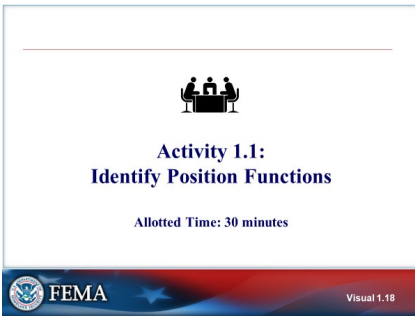 Activity 1.1:
Identify Position Functions
Allotted Time: 30 minutes
FEMA
Visual 1.18